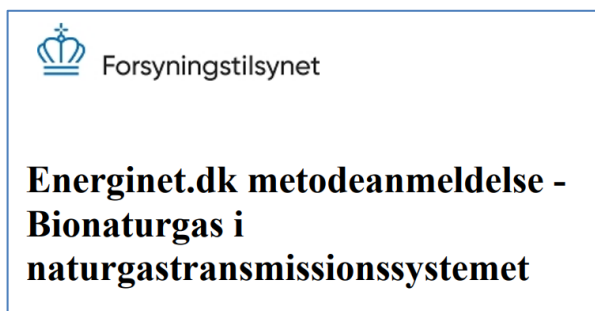 Forsyningstilsynet
Energinet.dk metodeanmeldelse -
Bionaturgas i
naturgastransmissionssystemet